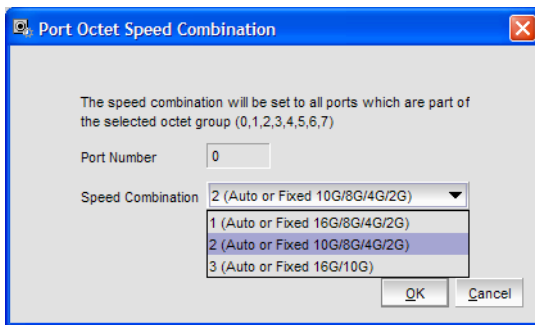 Port Octet Speed Combination
The speed combination will be set to all ports which are part of
the selected octet group (0,1,2,3,4,5,6,7)
Port Number 0
Speed Combination 2 (Auto or Fixed 10G/8G/4G/2G)
1 (Auto or Fixed 16G/8G/4G/2G)
2 (Auto or Fixed 10G/8G/4G/2G)
3 (Auto or Fixed 16G/10G)
OK Cancel